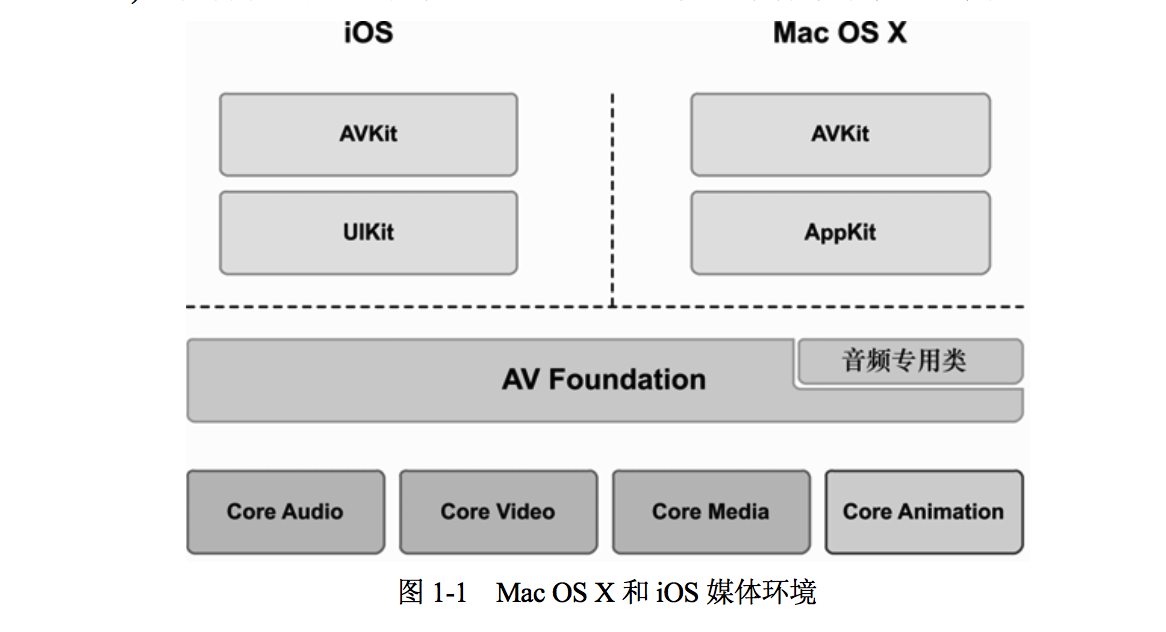 iOS
Mac OS X
AVKit
AVKit
UIKit
AppKit
音频专用类
AV Foundation
Core Audio
Core Video
Core Media
Core Animation
图 1-1 Mac OS X 和 iOS 媒体环境